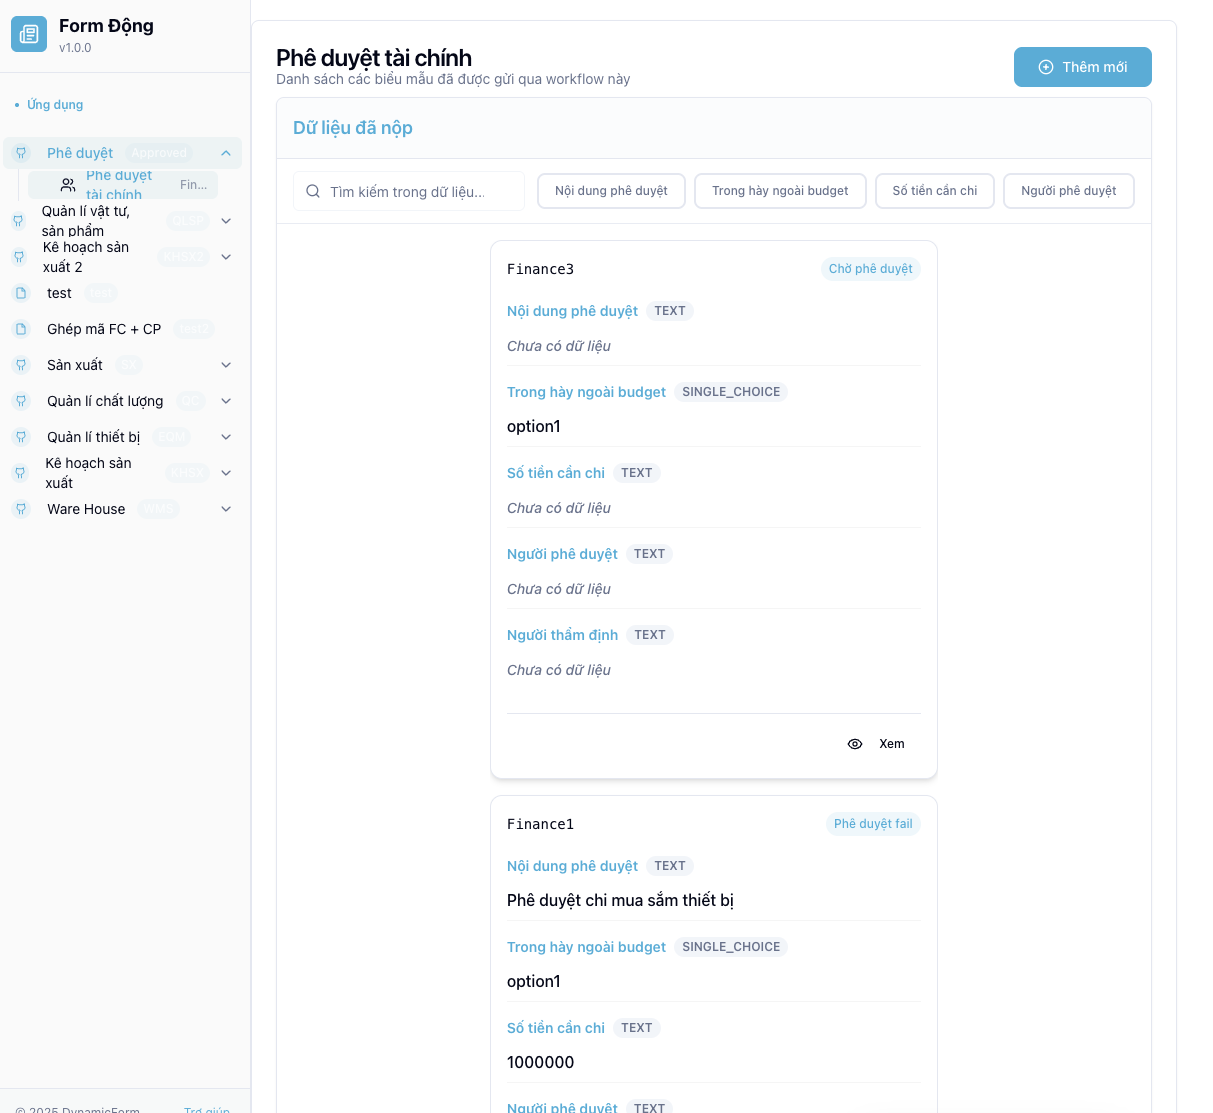 Form Động
v1.0.0
Ứng dụng
Phê duyệt Approved
Phê duyệt
tài chính Fin...
Quản lí vật tư,
sản phẩm
Kê hoạch sản
xuất 2 KHSX2
test test
Ghép mã FC + CP
Sản xuất SX
Quản lí chất lượng QC
Quản lí thiết bị EQM
Kê hoạch sản
xuất KHSX
Ware House WMS
© 2025 DynamicForm Trợ giúp
Phê duyệt tài chính
Danh sách các biểu mẫu đã được gửi qua workflow này
Thêm mới
Dữ liệu đã nộp
Tìm kiếm trong dữ liệu... Nội dung phê duyệt Trong hày ngoài budget Số tiền cần chi Người phê duyệt
Finance3 Chờ phê duyệt
Nội dung phê duyệt TEXT
Chưa có dữ liệu
Trong hày ngoài budget SINGLE_CHOICE
option1
Số tiền cần chi TEXT
Chưa có dữ liệu
Người phê duyệt TEXT
Chưa có dữ liệu
Người thẩm định TEXT
Chưa có dữ liệu
Xem
Finance1 Phê duyệt fail
Nội dung phê duyệt TEXT
Phê duyệt chi mua sắm thiết bị
Trong hày ngoài budget SINGLE_CHOICE
option1
Số tiền cần chi TEXT
1000000
Người phê duyệt TEXT